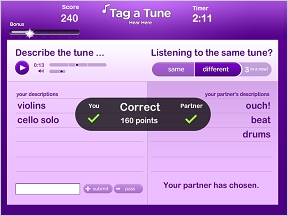 Score
240
Tag a Tune
Hear Here
Timer
2:11
Bonus
Describe the tune ...
Listening to the same tune?
0:13
same
different
3 in a row!
your descriptions
your partner's descriptions
violins
cello solo
ouch!
beat
drums
You
Correct
160 points
Partner
submit
pass
Your partner has chosen.